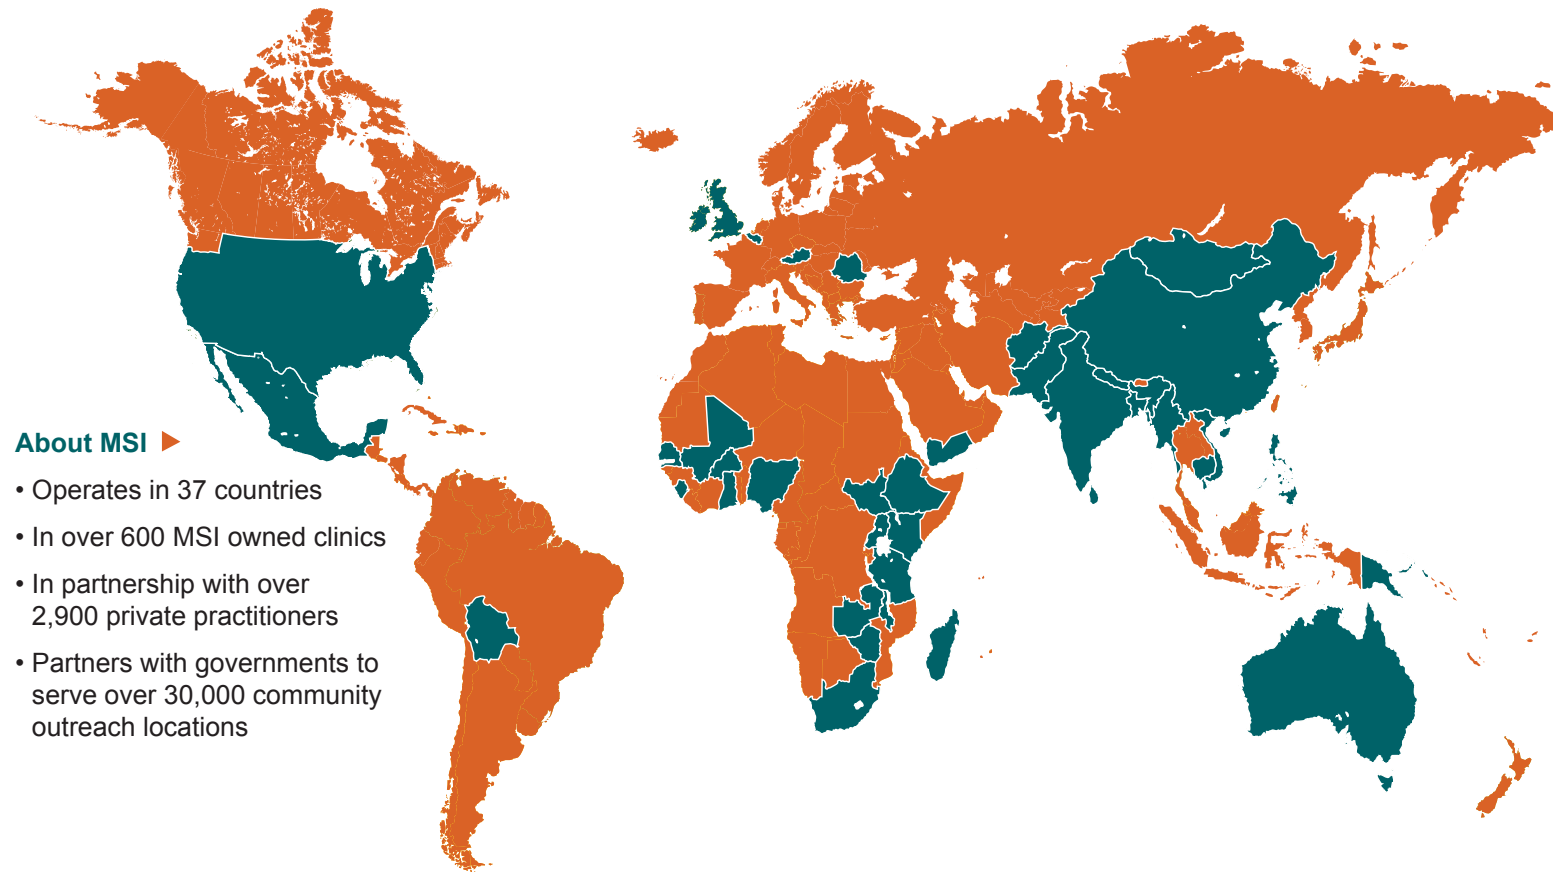 About MSI ▶
• Operates in 37 countries
• In over 600 MSI owned clinics
• In partnership with over
2,900 private practitioners
• Partners with governments to
serve over 30,000 community
outreach locations